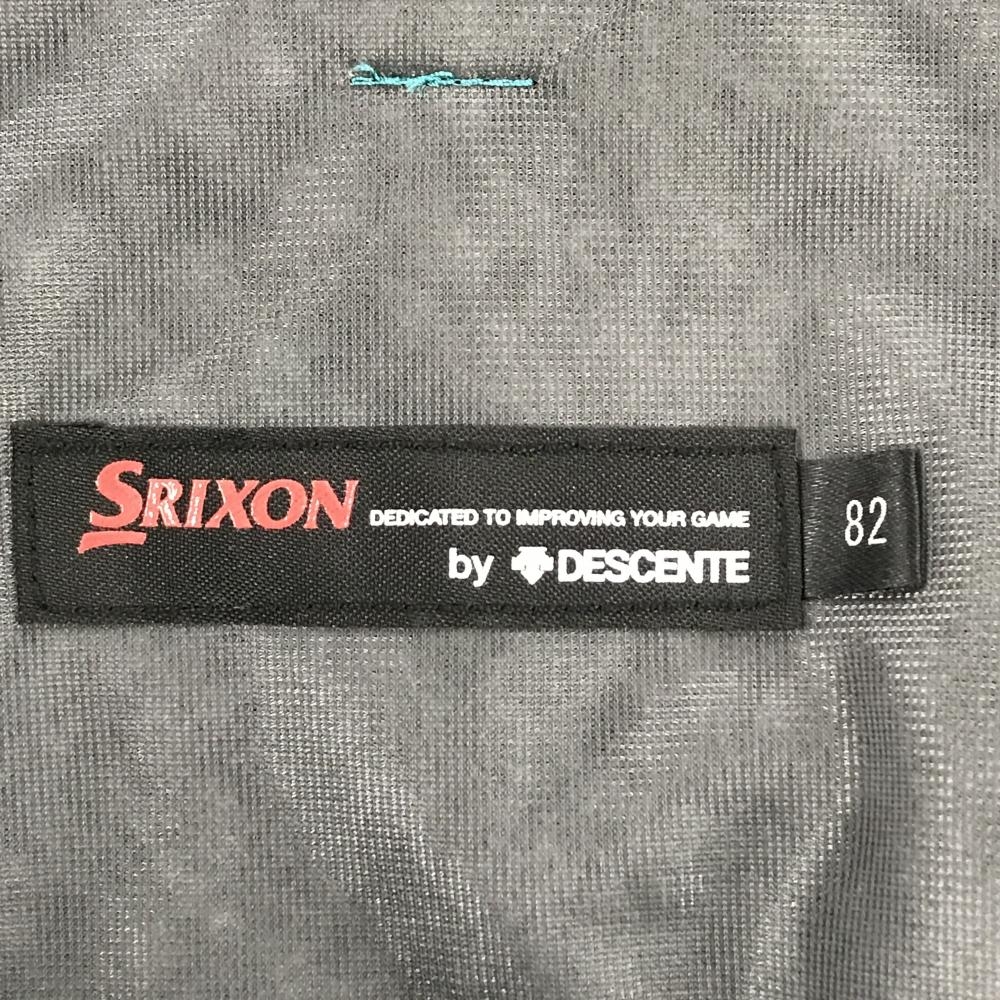 SRIXON DEDICATED TO IMPROVING YOUR GAME
by DESCENTE
82